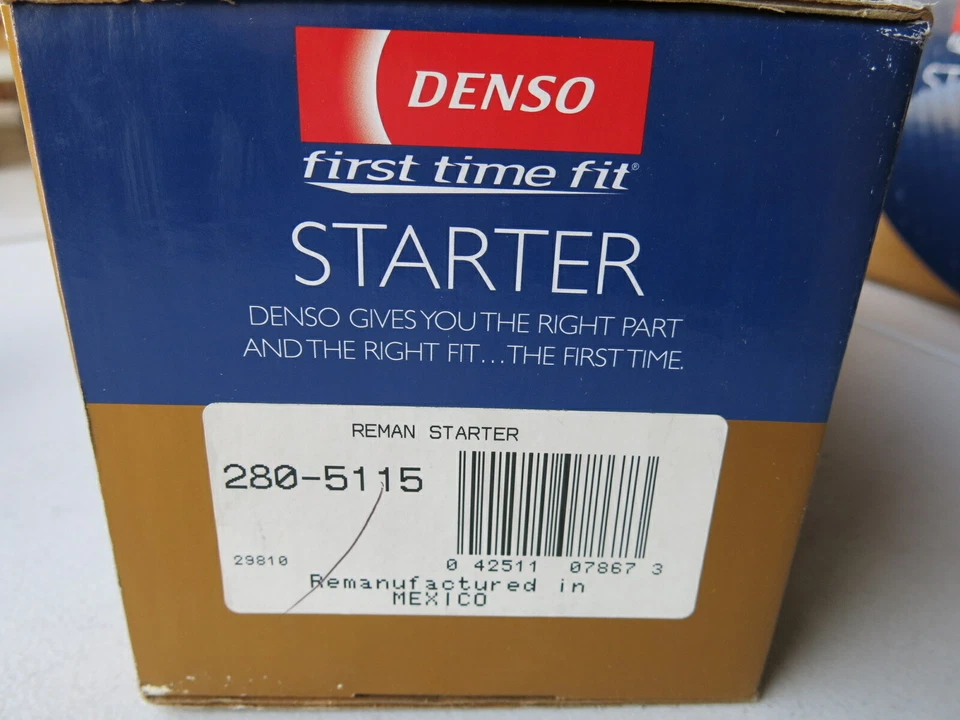 DENSO
first time fit®
STARTER
DENSO GIVES YOU THE RIGHT PART
AND THE RIGHT FIT...THE FIRST TIME.
REMAN STARTER
280-5115
29810
0 42511 07867 3
Remanufactured in
MEXICO
ST